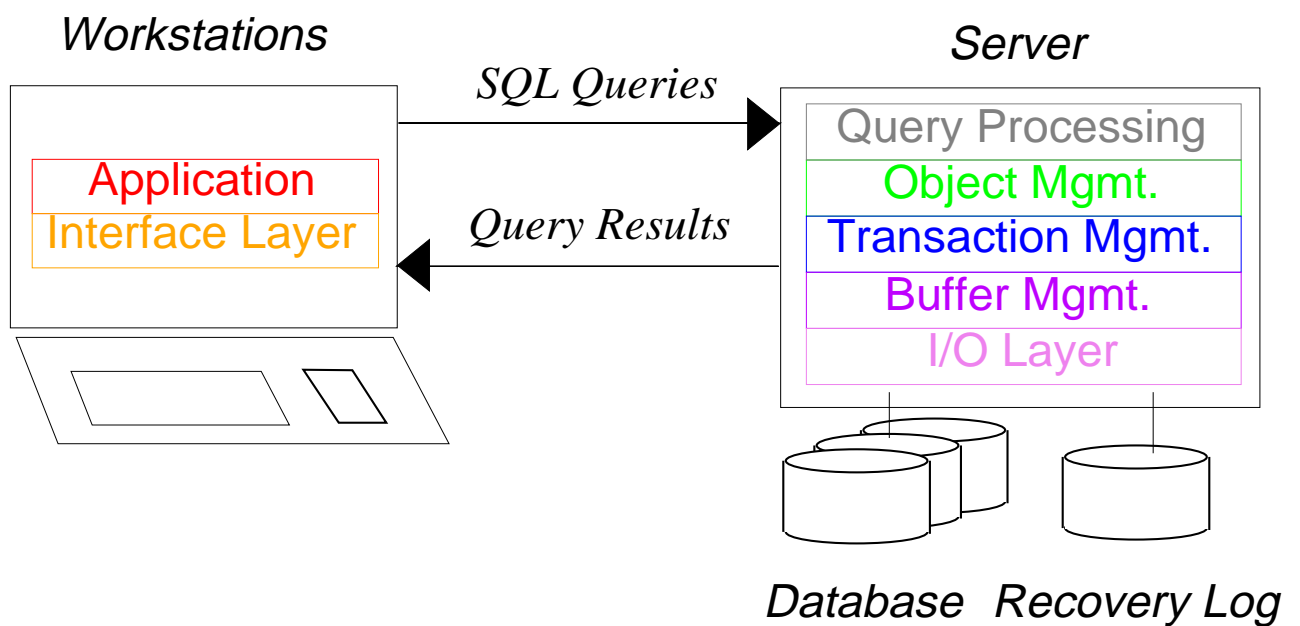 Workstations
Server
SQL Queries
Query Processing
Application
Object Mgmt.
Interface Layer
Query Results
Transaction Mgmt.
Buffer Mgmt.
I/O Layer
Database Recovery Log